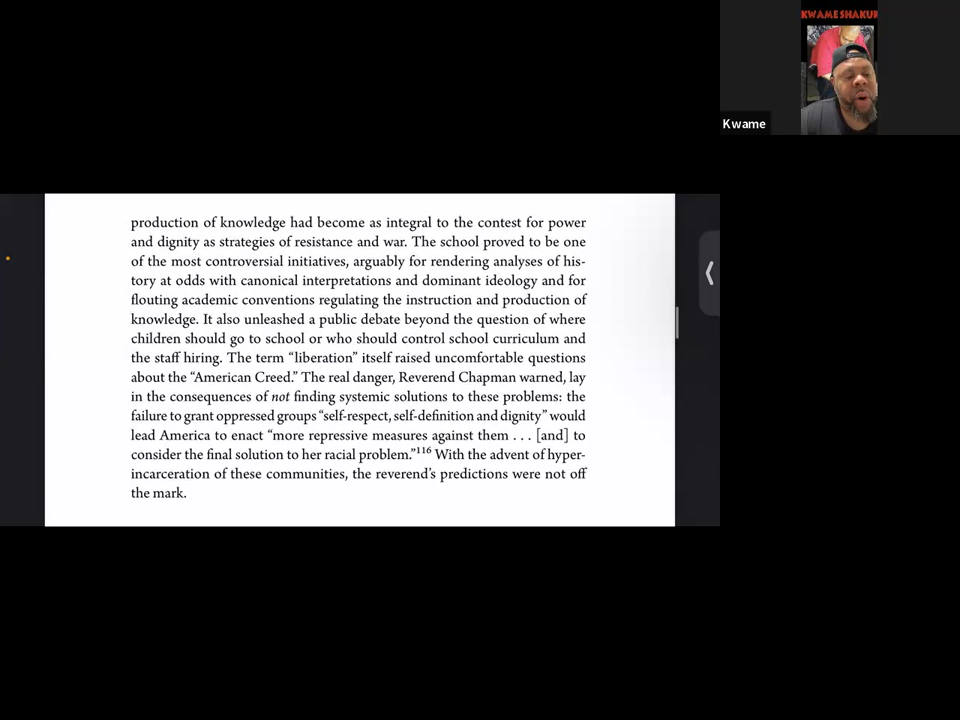 KWAME SHAKUR
Kwame
production of knowledge had become as integral to the contest for power
and dignity as strategies of resistance and war. The school proved to be one
of the most controversial initiatives, arguably for rendering analyses of his-
tory at odds with canonical interpretations and dominant ideology and for
flouting academic conventions regulating the instruction and production of
knowledge. It also unleashed a public debate beyond the question of where
children should go to school or who should control school curriculum and
the staff hiring. The term “liberation” itself raised uncomfortable questions
about the “American Creed.” The real danger, Reverend Chapman warned, lay
in the consequences of not finding systemic solutions to these problems: the
failure to grant oppressed groups “self-respect, self-definition and dignity” would
lead America to enact “more repressive measures against them . . . [and] to
consider the final solution to her racial problem.”116 With the advent of hyper-
incarceration of these communities, the reverend’s predictions were not off
the mark.